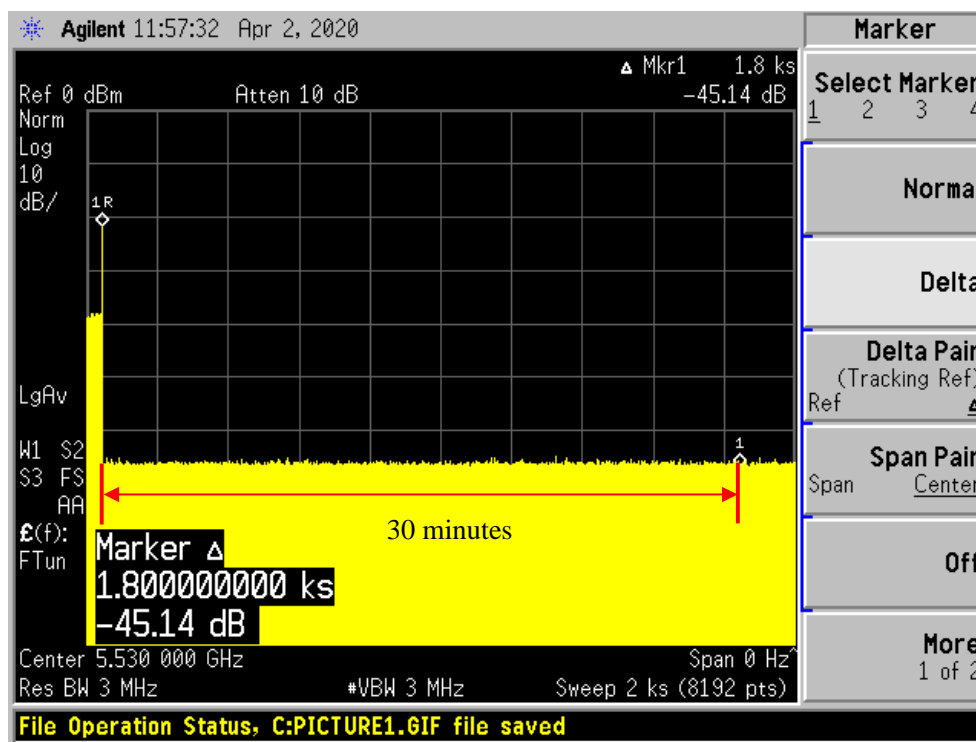 Agilent 11:57:32 Apr 2, 2020
Δ Mkr1 1.8 ks
Ref 0 dBm Atten 10 dB -45.14 dB
Norm
Log
10
dB/
1R
LgAv
1
W1 S2
S3 FS
AA
£(f):
FTun
30 minutes
Marker Δ
1.800000000 ks
-45.14 dB
Center 5.530 000 GHz Span 0 Hz^
Res BW 3 MHz #VBW 3 MHz Sweep 2 ks (8192 pts)
File Operation Status, C:PICTURE1.GIF file saved
Marker
Select Marker
1 2 3 4
Norma
Delta
Delta Pair
(Tracking Ref)
Ref Δ
Span Pair
Span Center
Off
More
1 of 2